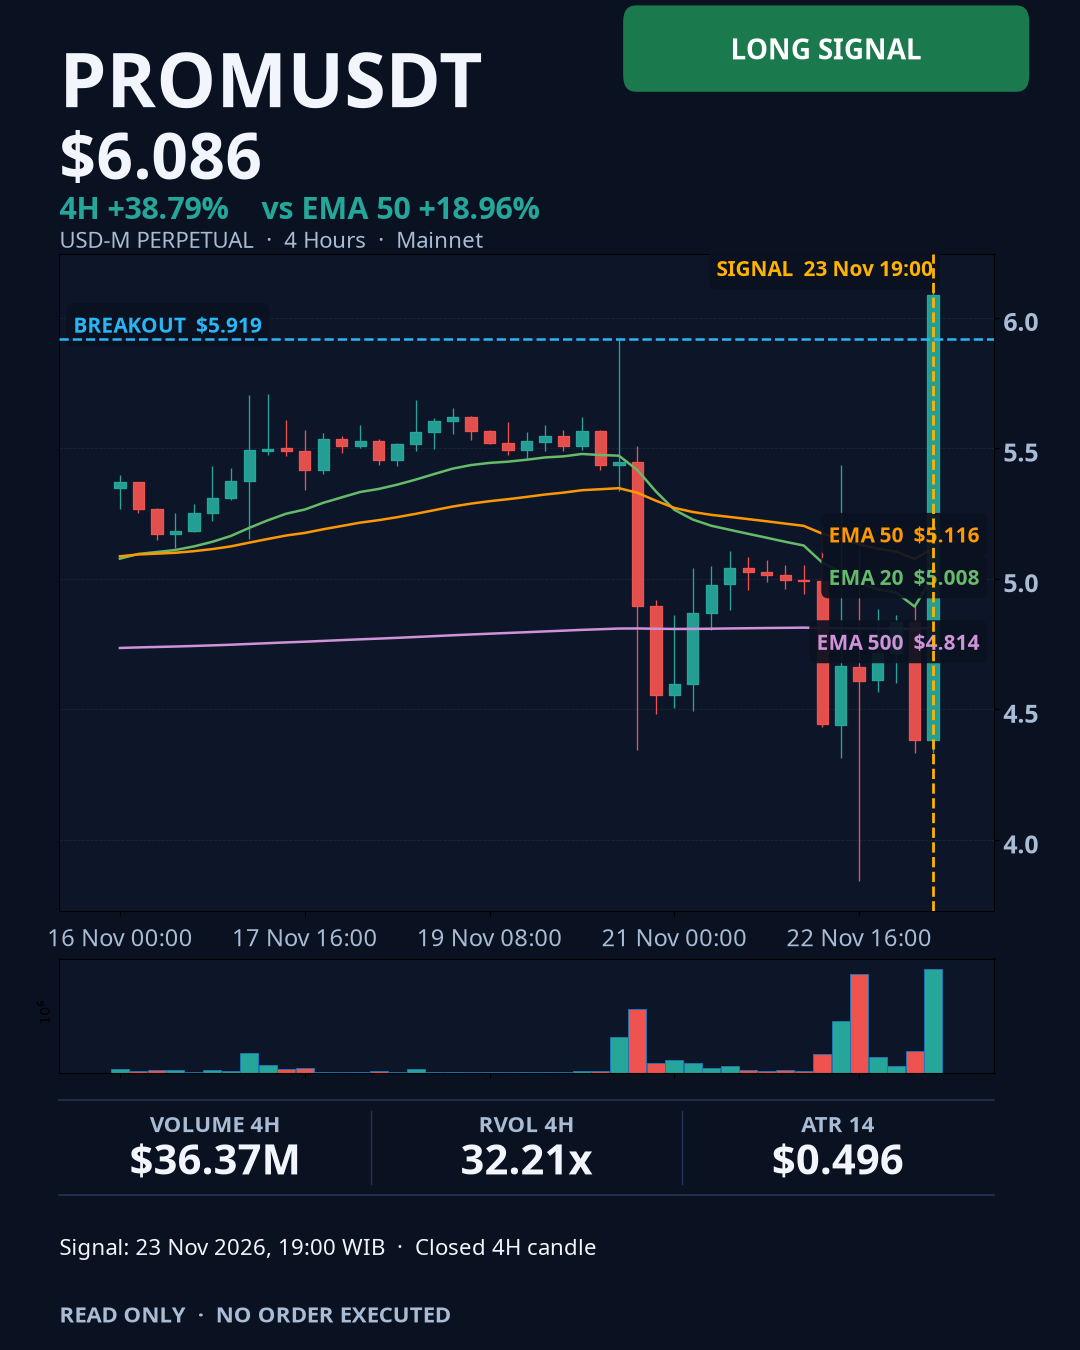 LONG SIGNAL
PROMUSDT
$6.086
4H +38.79% vs EMA 50 +18.96%
USD-M PERPETUAL · 4 Hours · Mainnet
SIGNAL 23 Nov 19:00
BREAKOUT $5.919
6.0
5.5
EMA 50 $5.116
EMA 20 $5.008
5.0
EMA 500 $4.814
4.5
4.0
16 Nov 00:00 17 Nov 16:00 19 Nov 08:00 21 Nov 00:00 22 Nov 16:00
10⁶
VOLUME 4H RVOL 4H ATR 14
$36.37M 32.21x $0.496
Signal: 23 Nov 2026, 19:00 WIB · Closed 4H candle
READ ONLY · NO ORDER EXECUTED